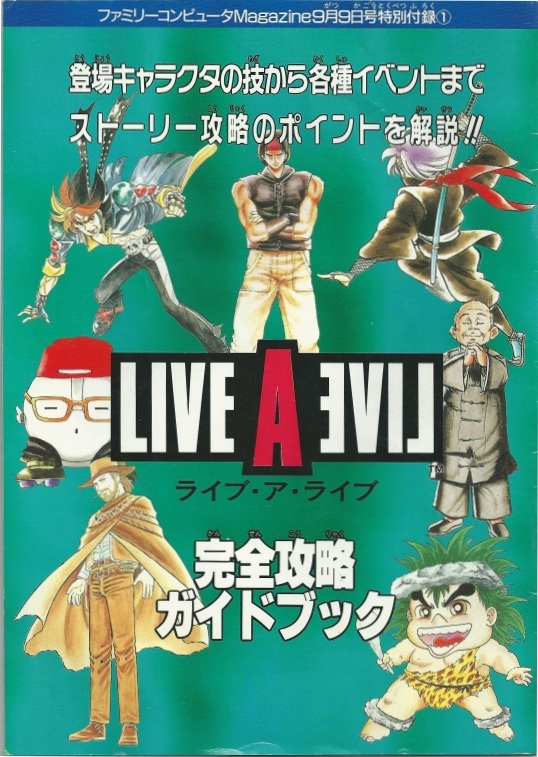 ファミリーコンピュータMagazine9月9日号特別付録①
登場キャラクタの技から各種イベントまで
ストーリー攻略のポイントを解説!!
LIVE A EVIL
TM
ライブ・ア・ライブ
完全攻略
ガイドブック